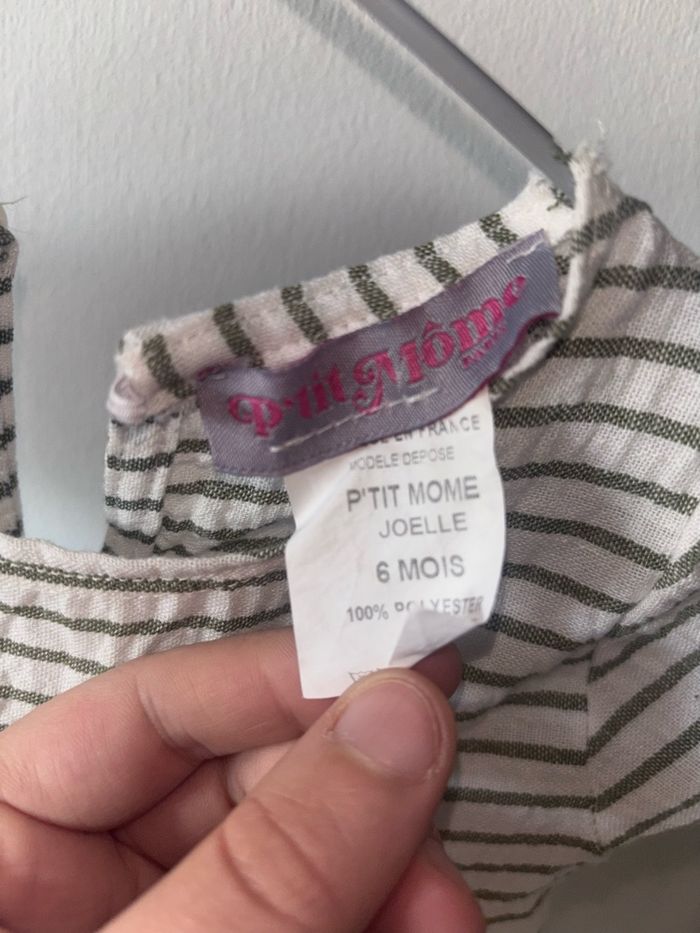 P'tit Môme
EN FRANCE
MODELE DEPOSE
P'TIT MOME
JOELLE
6 MOIS
100% POLYESTER